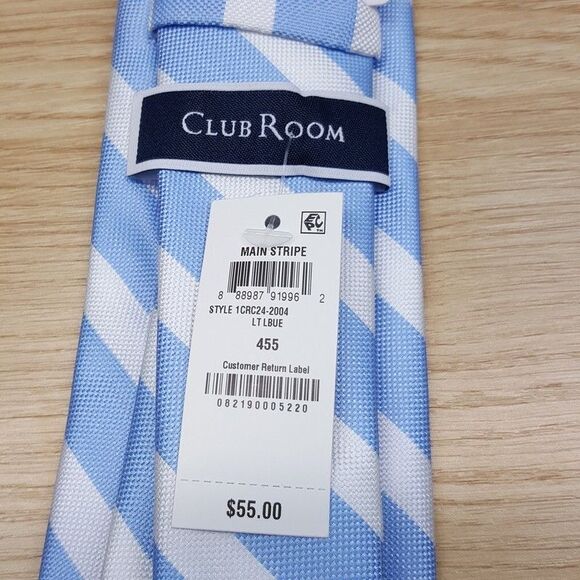 CLUB ROOM
EPC
MAIN STRIPE
8 88987 91996 2
STYLE 1CRC24-2004
LT LBUE
455
Customer Return Label
082190005220
$55.00